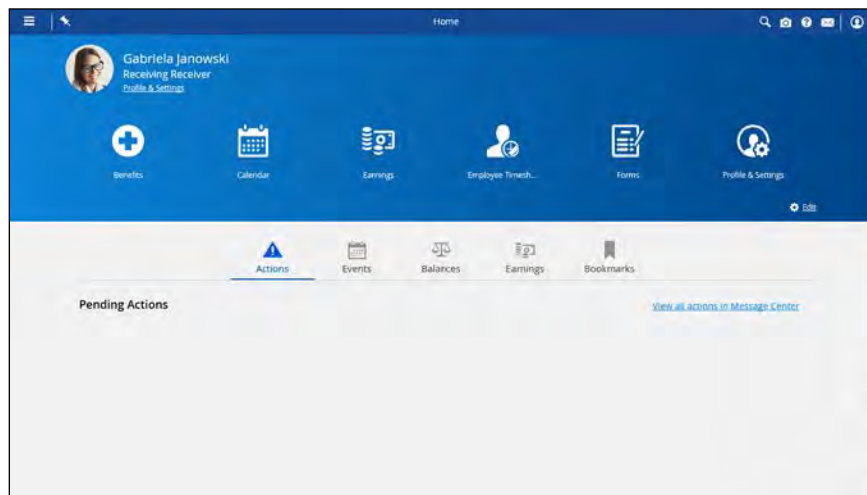 Home
Gabriela Janowski
Receiving Receiver
Profile & Settings
Benefits
Calendar
Earnings
Employee Timesh...
Forms
Profile & Settings
Edit
Actions
Events
Balances
Earnings
Bookmarks
Pending Actions
View all actions in Message Center